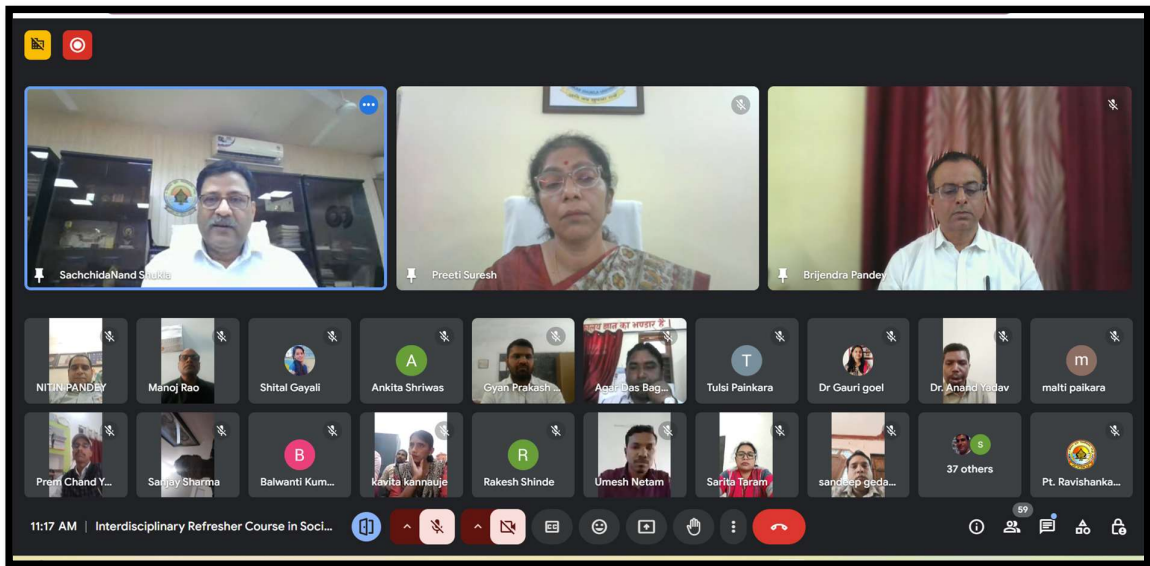 SachchidaNand Shukla
Preeti Suresh
Brijendra Pandey
ज्ञान का भण्डार है
NITIN PANDEY
Manoj Rao
Shital Gayali
A
Ankita Shriwas
Gyan Prakash ...
Agar Das Bag...
T
Tulsi Painkara
Dr Gauri goel
Dr. Anand Yadav
m
malti paikara
Prem Chand Y...
Sanjay Sharma
B
Balwanti Kum...
kavita kannauje
R
Rakesh Shinde
Umesh Netam
Sarita Taram
sandeep geda...
s
37 others
Pt. Ravishanka...
11:17 AM | Interdisciplinary Refresher Course in Soci...
CC
59